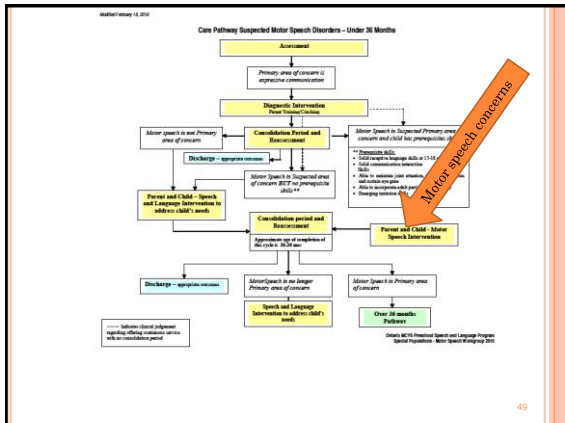 Modified February 18, 2010
Care Pathway Suspected Motor Speech Disorders – Under 36 Months
Assessment
Primary area of concern is
expressive communication
Diagnostic Intervention
Parent Training/Coaching
Motor speech is not Primary
area of concern
Consolidation Period and
Reassessment
Motor Speech is Suspected Primary area
concern and child has prerequisites
** Prerequisite skills:
• Solid receptive language skills at 15-18
• Solid communication interaction
Skills
• Able to maintain joint attention,
and sustain eye gaze
• Able to incorporate adult
• Emerging imitation
Motor speech concerns
Discharge – appropriate outcomes
Motor Speech is Suspected area
of concern BUT no prerequisite
skills**
Parent and Child – Speech
and Language Intervention to
address child's needs
Consolidation period and
Reassessment
Approximate age of completion of
this cycle is 30-36 mos
Parent and Child - Motor
Speech Intervention
Discharge – appropriate outcomes
MotorSpeech is no longer
Primary area of concern
Motor Speech is Primary area
of concern
Speech and Language
Intervention to address child's
needs
Over 36 months
Pathway
------ Indicates clinical judgement
regarding offering continuous service
with no consolidation period
Ontario MCYS Preschool Speech and Language Program
Special Populations - Motor Speech Workgroup 2010
49